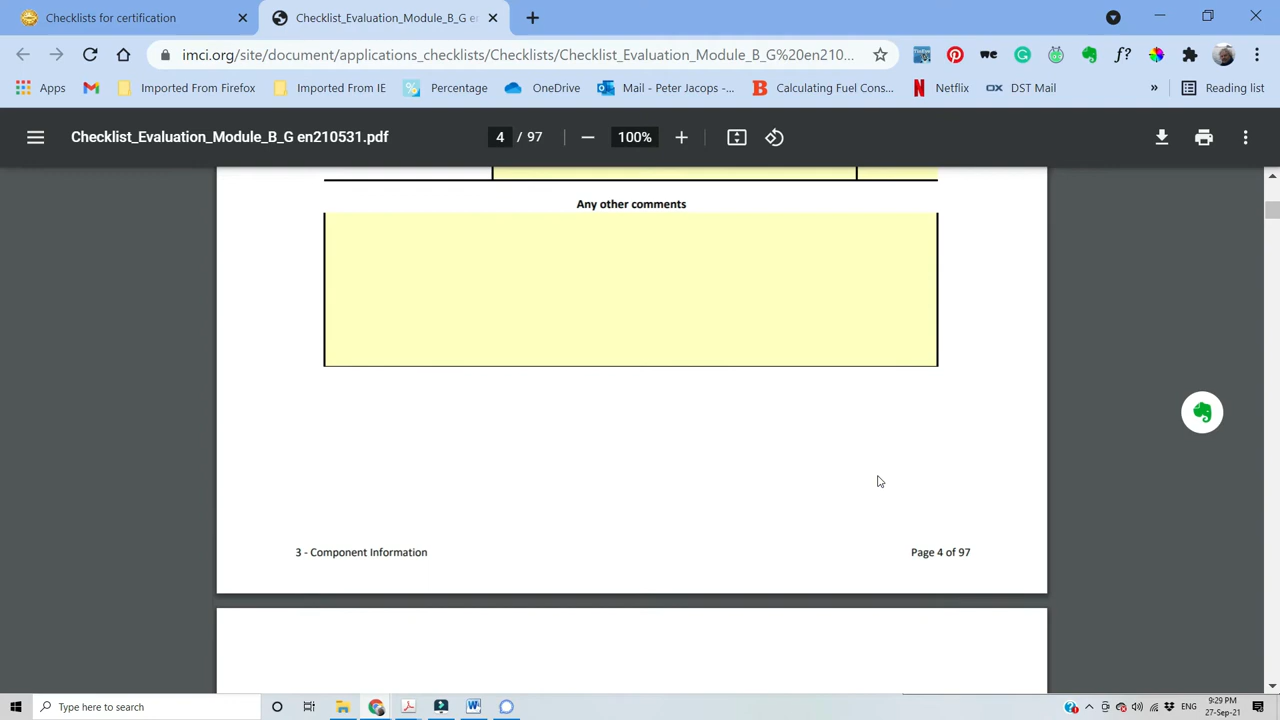 Checklists for certification
Checklist_Evaluation_Module_B_G en
imci.org/site/document/applications_checklists/Checklists/Checklist_Evaluation_Module_B_G%20en210...
Apps
Imported From Firefox
Imported From IE
Percentage
OneDrive
Mail - Peter Jacops -...
Calculating Fuel Cons...
Netflix
DST Mail
»
Reading list
Checklist_Evaluation_Module_B_G en210531.pdf
4 / 97
100%
Any other comments
3 - Component Information
Page 4 of 97
Type here to search
ENG
9:29 PM
27-Sep-21